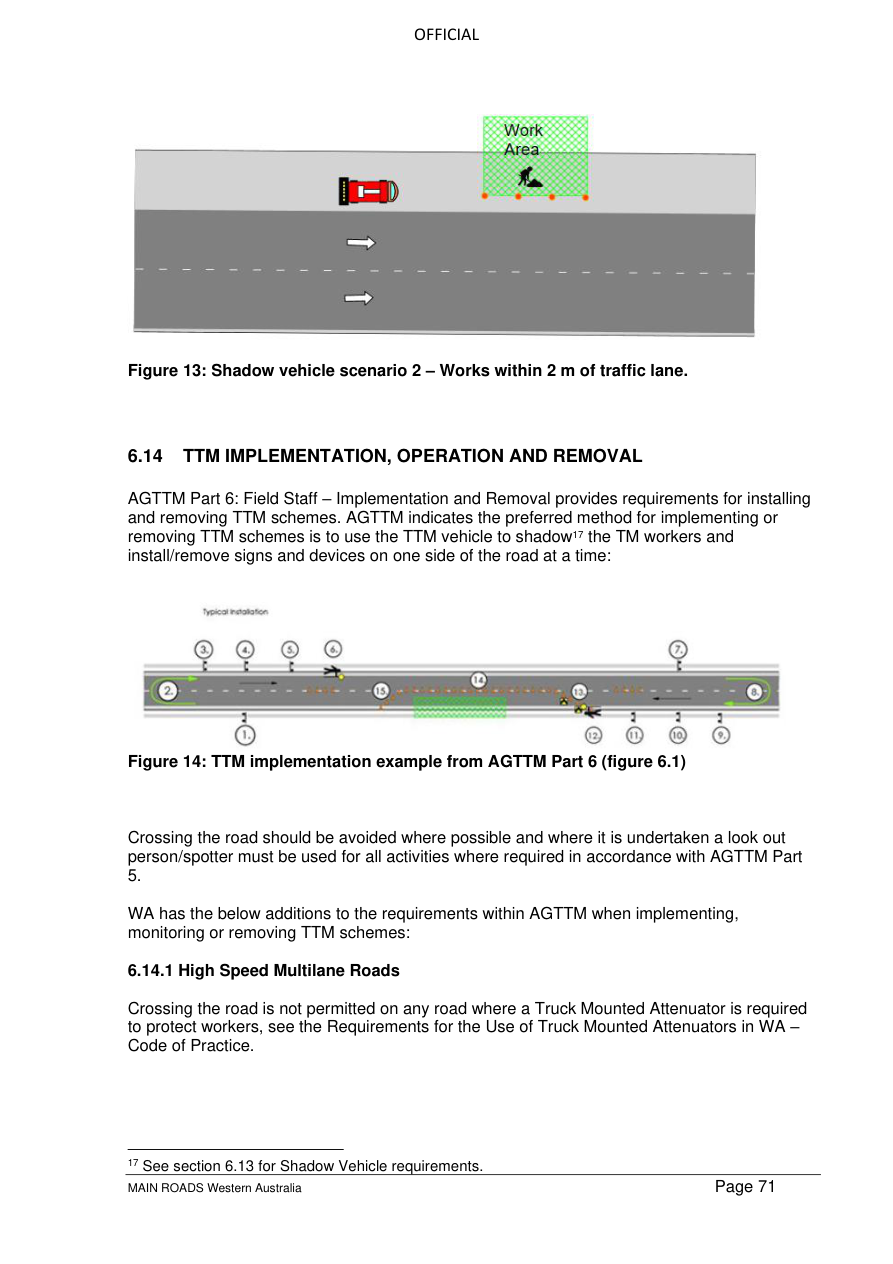 OFFICIAL
Work
Area
Figure 13: Shadow vehicle scenario 2 – Works within 2 m of traffic lane.
6.14 TTM IMPLEMENTATION, OPERATION AND REMOVAL
AGTTM Part 6: Field Staff – Implementation and Removal provides requirements for installing
and removing TTM schemes. AGTTM indicates the preferred method for implementing or
removing TTM schemes is to use the TTM vehicle to shadow17 the TM workers and
install/remove signs and devices on one side of the road at a time:
Typical Installation
3. 4. 5. 6. 7.
2. 15. 14. 13. 8.
1. 12. 11. 10. 9.
Figure 14: TTM implementation example from AGTTM Part 6 (figure 6.1)
Crossing the road should be avoided where possible and where it is undertaken a look out
person/spotter must be used for all activities where required in accordance with AGTTM Part
5.
WA has the below additions to the requirements within AGTTM when implementing,
monitoring or removing TTM schemes:
6.14.1 High Speed Multilane Roads
Crossing the road is not permitted on any road where a Truck Mounted Attenuator is required
to protect workers, see the Requirements for the Use of Truck Mounted Attenuators in WA –
Code of Practice.
17 See section 6.13 for Shadow Vehicle requirements.
MAIN ROADS Western Australia Page 71